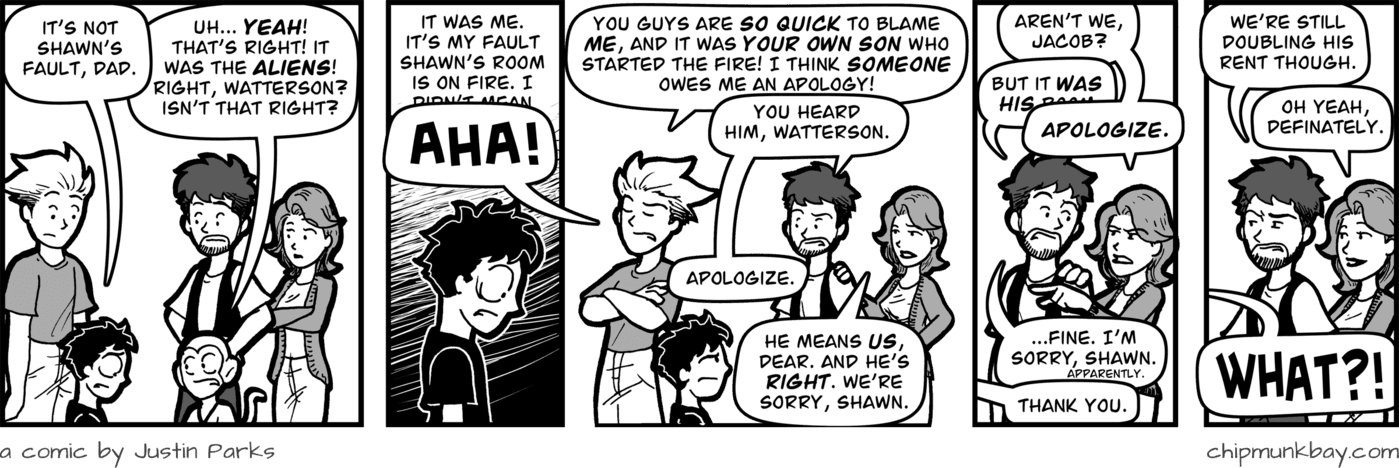 IT'S NOT
SHAWN'S
FAULT, DAD.
UH... YEAH!
THAT'S RIGHT! IT
WAS THE ALIENS!
RIGHT, WATTERSON?
ISN'T THAT RIGHT?
IT WAS ME.
IT'S MY FAULT
SHAWN'S ROOM
IS ON FIRE. I
DIDN'T MEAN
AHA!
YOU GUYS ARE SO QUICK TO BLAME
ME, AND IT WAS YOUR OWN SON WHO
STARTED THE FIRE! I THINK SOMEONE
OWES ME AN APOLOGY!
YOU HEARD
HIM, WATTERSON.
APOLOGIZE.
HE MEANS US,
DEAR. AND HE'S
RIGHT. WE'RE
SORRY, SHAWN.
AREN'T WE,
JACOB?
BUT IT WAS
HIS ROOM
APOLOGIZE.
...FINE. I'M
SORRY, SHAWN.
APPARENTLY.
THANK YOU.
WE'RE STILL
DOUBLING HIS
RENT THOUGH.
OH YEAH,
DEFINATELY.
WHAT?!
a comic by Justin Parks
chipmunkbay.com